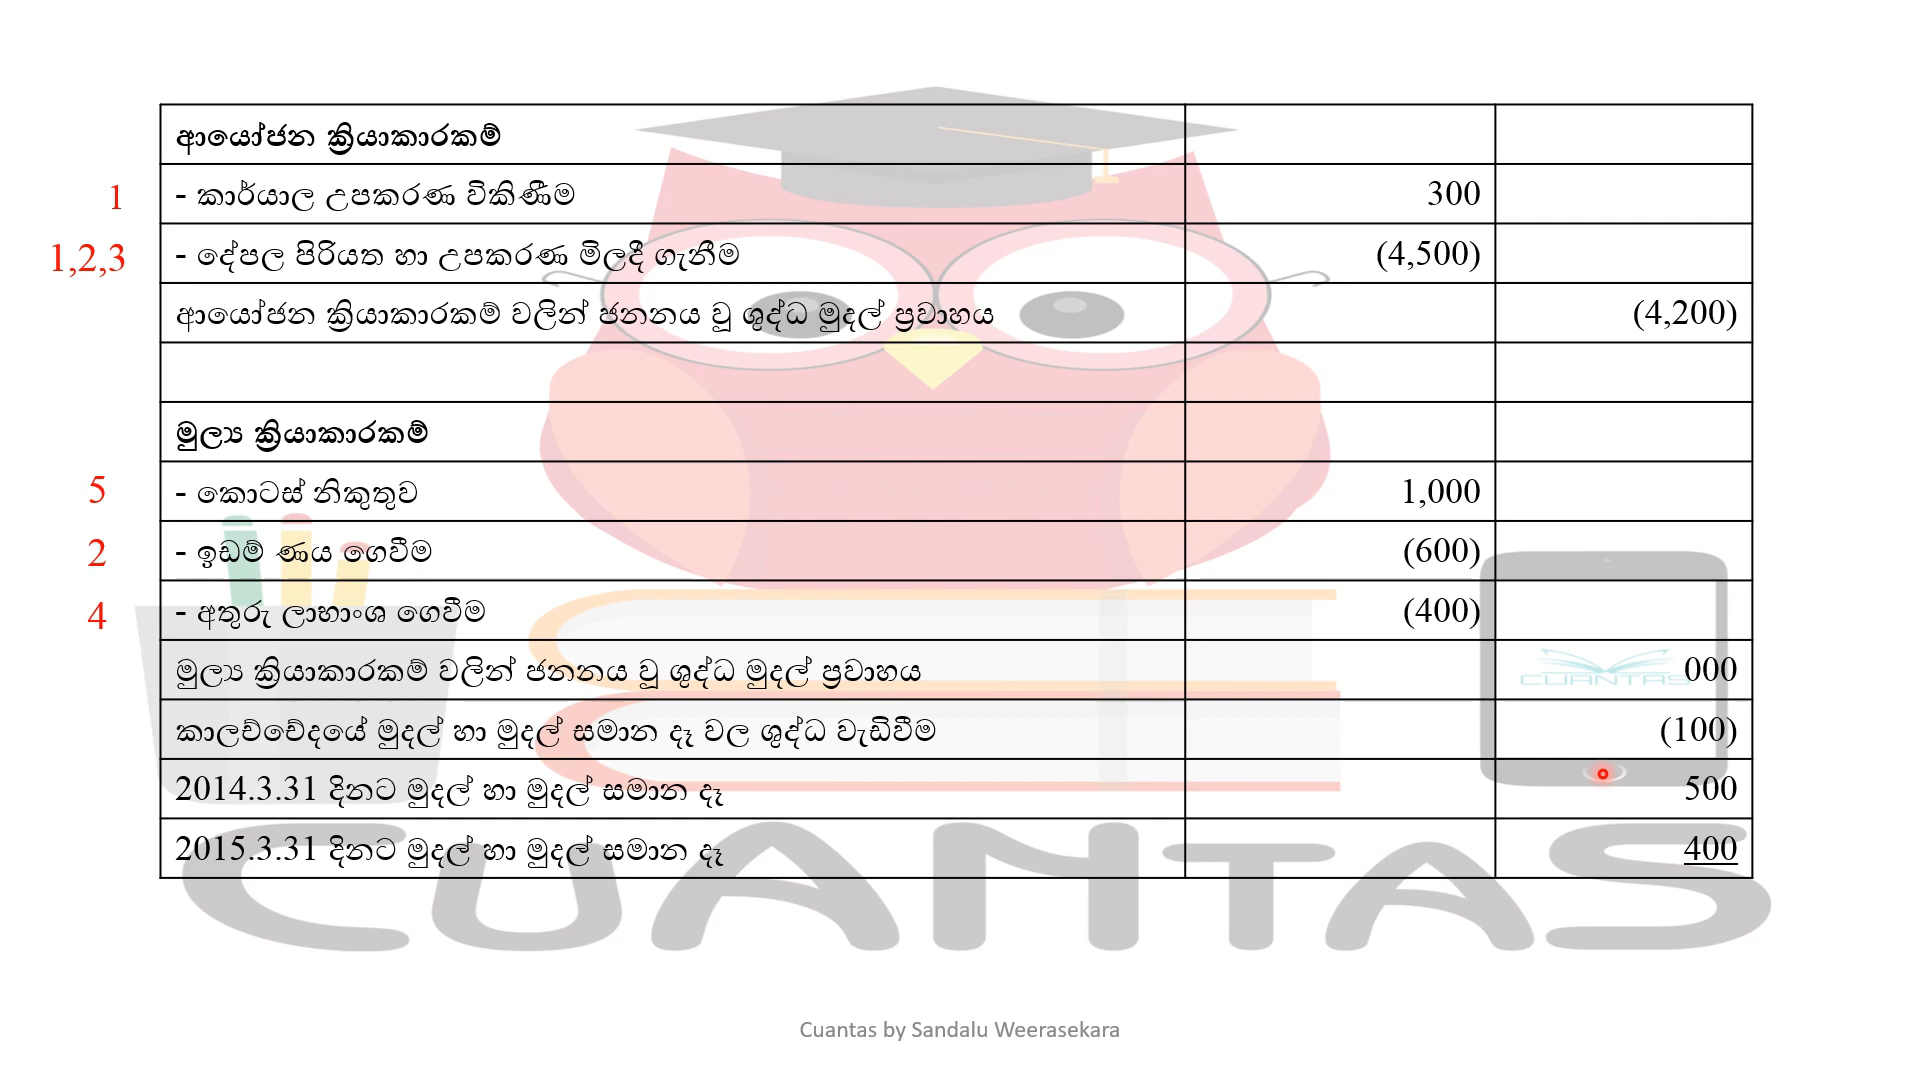 ආයෝජන ක්‍රියාකාරකම්
1 - කාර්යාල උපකරණ විකිණීම 300
1,2,3 - දේපල පිරියත හා උපකරණ මිලදී ගැනීම (4,500)
ආයෝජන ක්‍රියාකාරකම් වලින් ජනනය වූ ශුද්ධ මුදල් ප්‍රවාහය (4,200)
මුල්‍ය ක්‍රියාකාරකම්
5 - කොටස් නිකුතුව 1,000
2 - ඉඩම් ණය ගෙවීම (600)
4 - අතුරු ලාභාංශ ගෙවීම (400)
මුල්‍ය ක්‍රියාකාරකම් වලින් ජනනය වූ ශුද්ධ මුදල් ප්‍රවාහය 000
කාලච්චේදයේ මුදල් හා මුදල් සමාන දෑ වල ශුද්ධ වැඩිවීම (100)
2014.3.31 දිනට මුදල් හා මුදල් සමාන දෑ 500
2015.3.31 දිනට මුදල් හා මුදල් සමාන දෑ 400
CUANTAS
CUANTAS
Cuantas by Sandalu Weerasekara